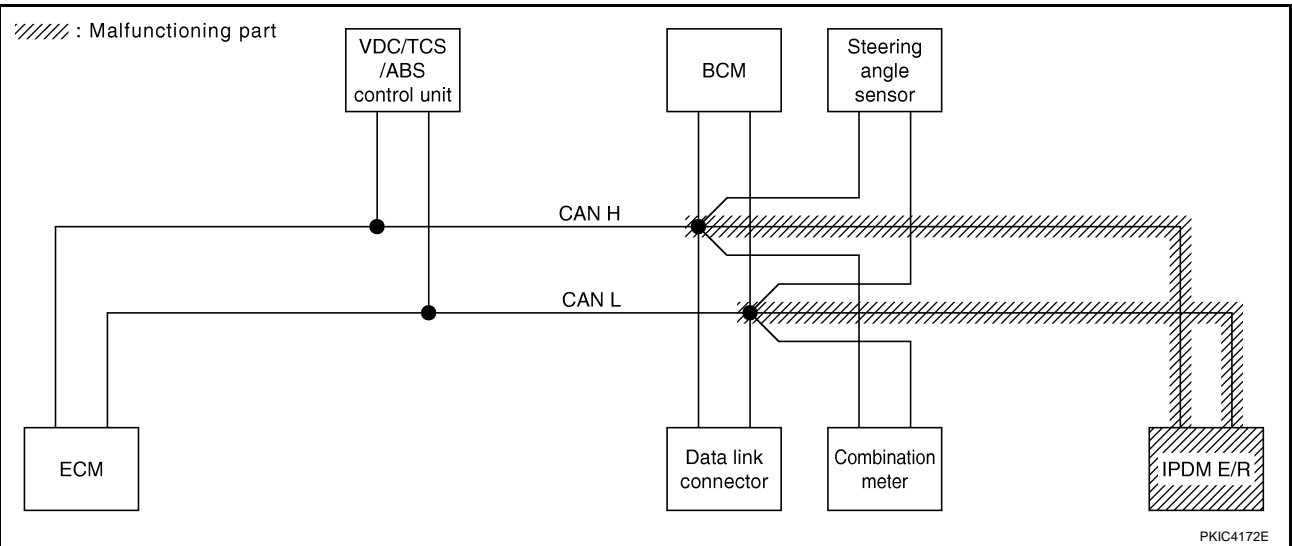 : Malfunctioning part
VDC/TCS
/ABS
control unit
BCM
Steering
angle
sensor
CAN H
CAN L
ECM
Data link
connector
Combination
meter
IPDM E/R
PKIC4172E